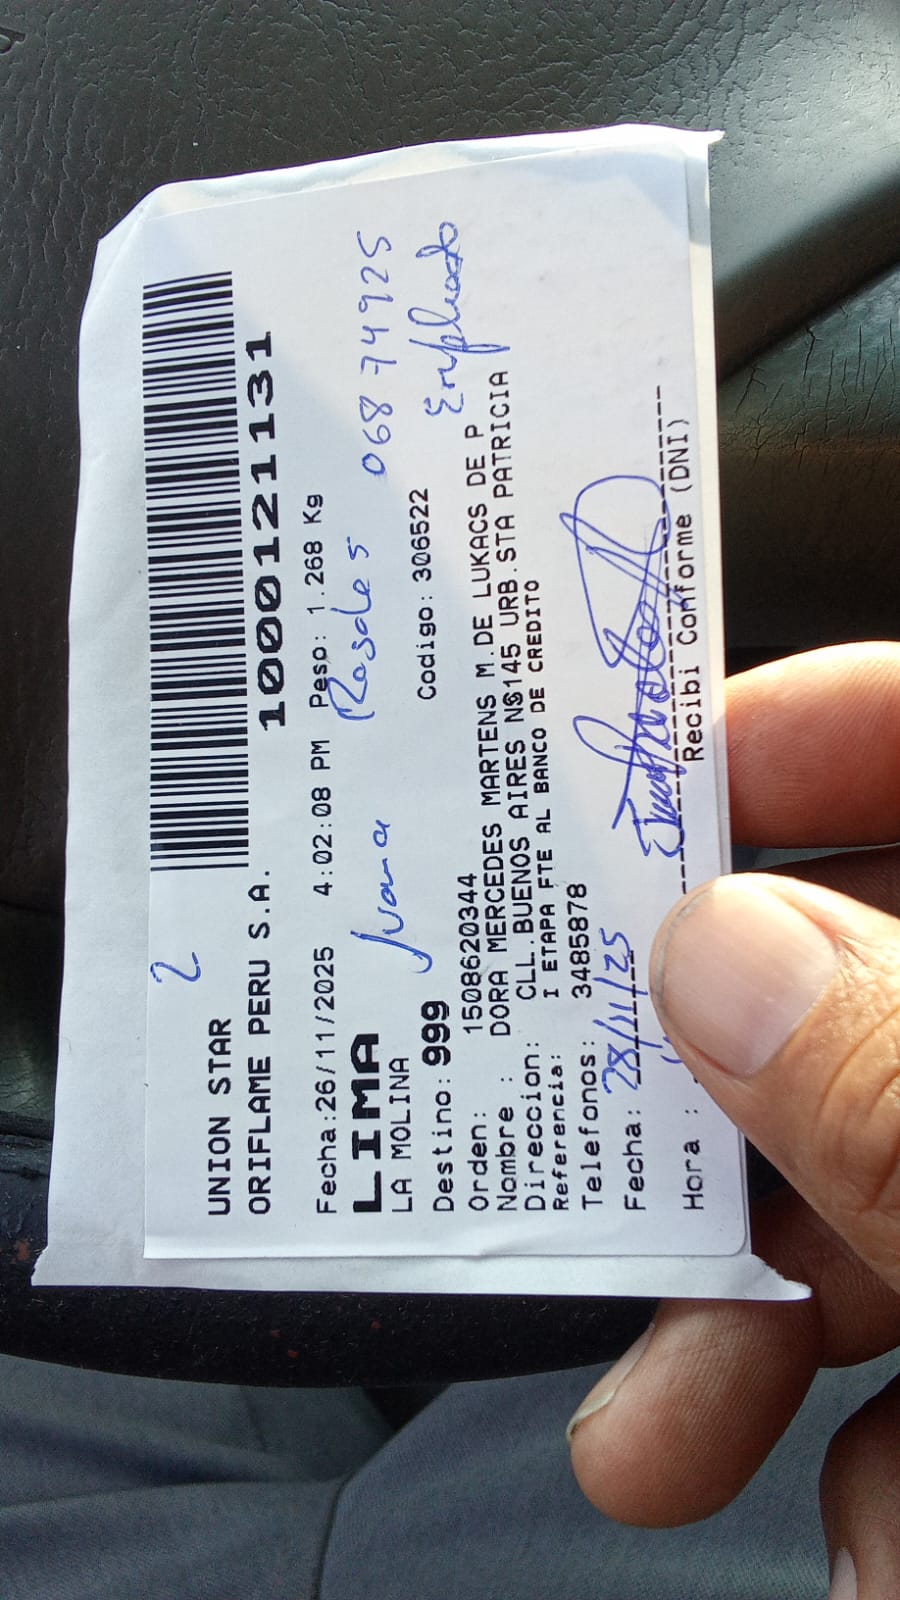 2
UNION STAR
ORIFLAME PERU S.A.
1000121131
Fecha:26/11/2025 4:02:08 PM Peso: 1.268 Kg
LIMA
Juana Rosales 06874925
LA MOLINA
Destino: 999 Codigo: 306522 Empleada
Orden: 1508620344
Nombre : DORA MERCEDES MARTENS M.DE LUKACS DE P
Direccion: CLL.BUENOS AIRES N§145 URB.STA PATRICIA
Referencia: I ETAPA FTE AL BANCO DE CREDITO
Telefonos: 3485878
Fecha: 28/11/25
Hora :
Recibi Conforme (DNI)